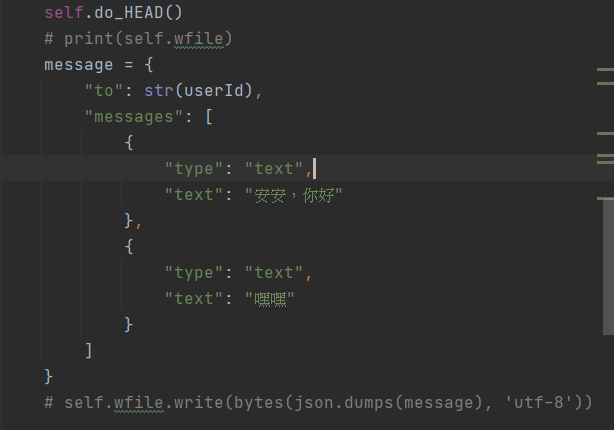 self.do_HEAD()
# print(self.wfile)
message = {
    "to": str(userId),
    "messages": [
        {
            "type": "text",
            "text": "安安，你好"
        },
        {
            "type": "text",
            "text": "嘿嘿"
        }
    ]
}
# self.wfile.write(bytes(json.dumps(message), 'utf-8'))